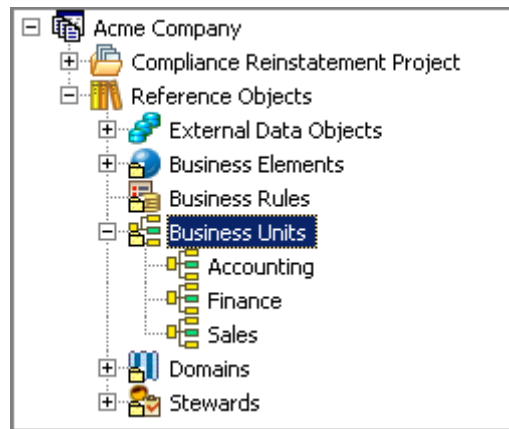 Acme Company
Compliance Reinstatement Project
Reference Objects
External Data Objects
Business Elements
Business Rules
Business Units
Accounting
Finance
Sales
Domains
Stewards